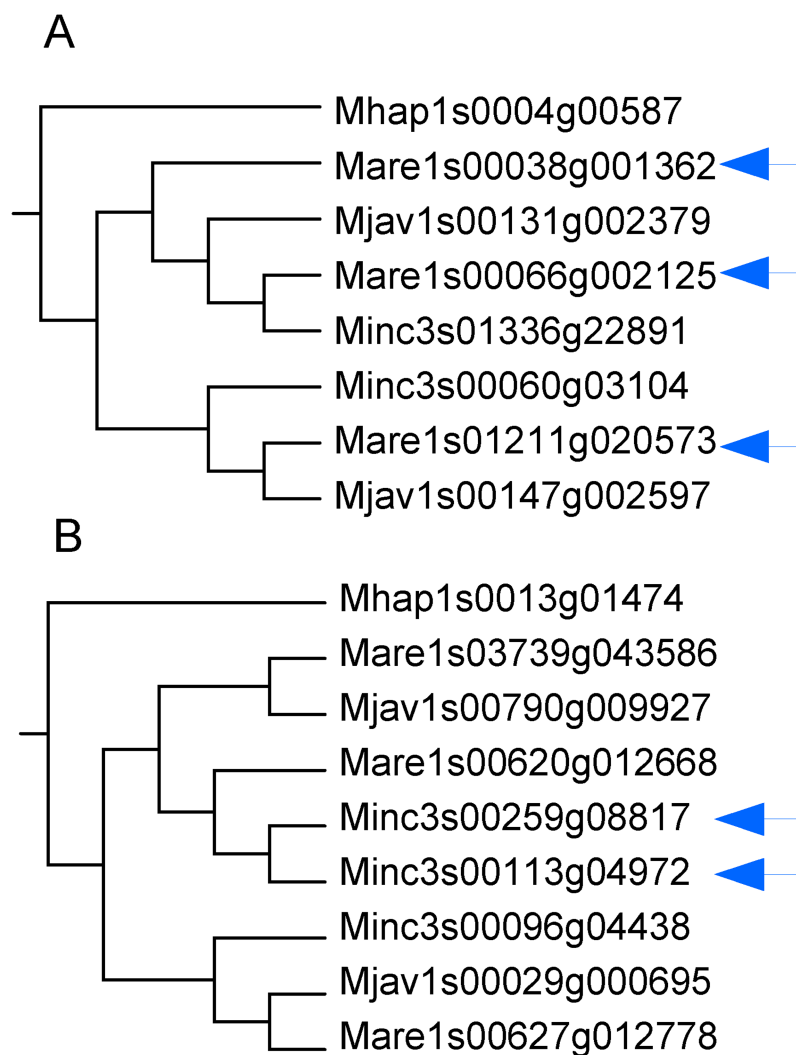 A
Mhap1s0004g00587
Mare1s00038g001362
Mjav1s00131g002379
Mare1s00066g002125
Minc3s01336g22891
Minc3s00060g03104
Mare1s01211g020573
Mjav1s00147g002597
B
Mhap1s0013g01474
Mare1s03739g043586
Mjav1s00790g009927
Mare1s00620g012668
Minc3s00259g08817
Minc3s00113g04972
Minc3s00096g04438
Mjav1s00029g000695
Mare1s00627g012778